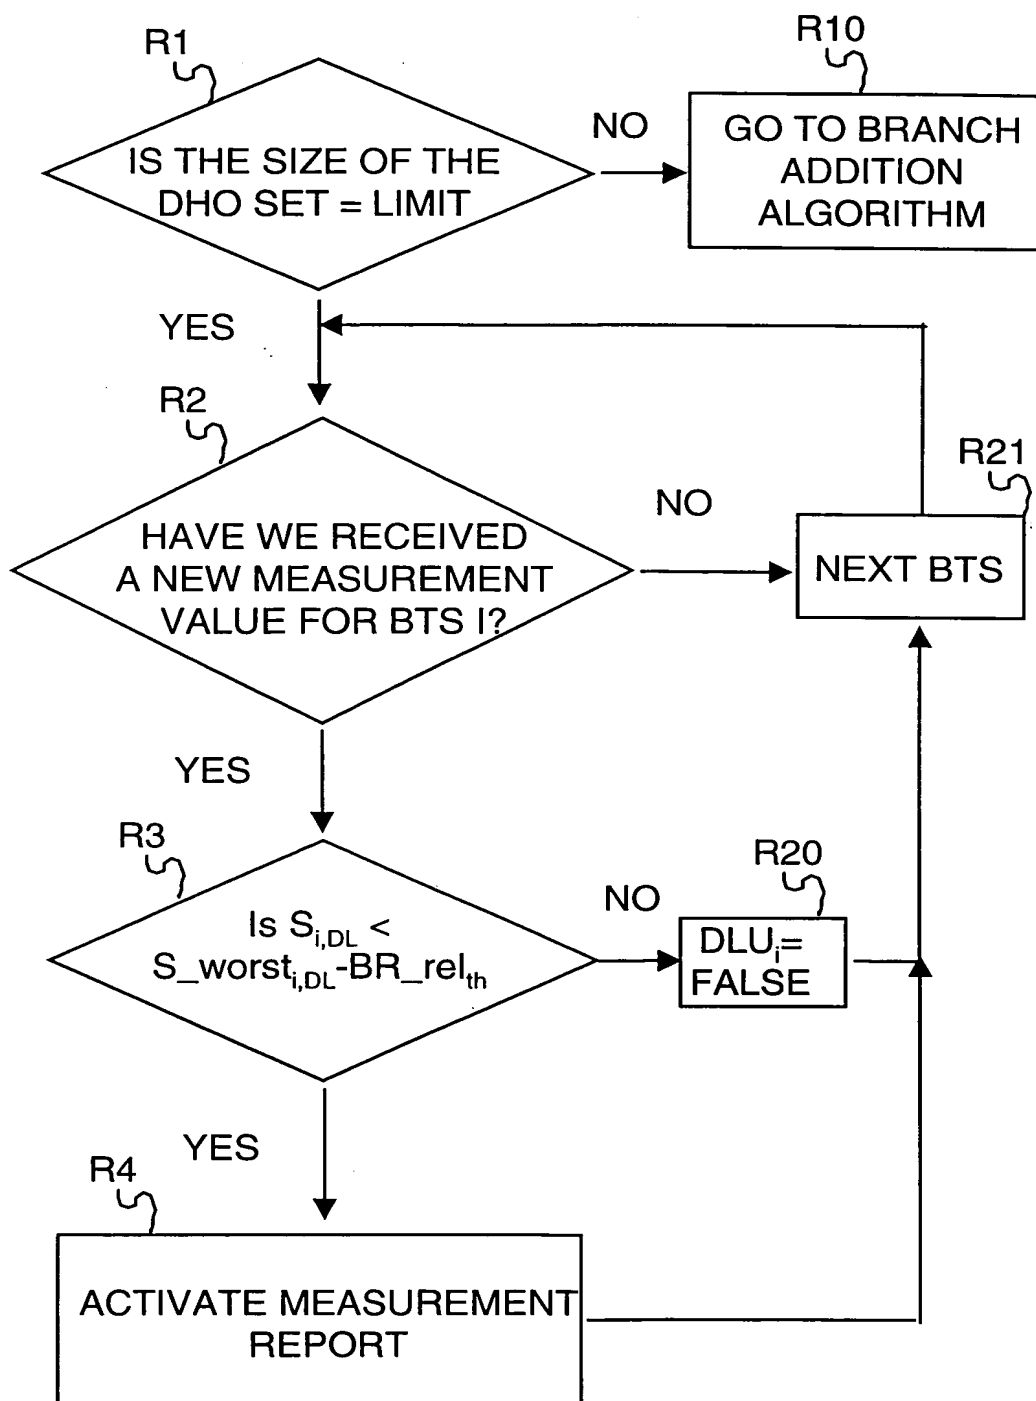 R1
IS THE SIZE OF THE
DHO SET = LIMIT
NO
R10
GO TO BRANCH
ADDITION
ALGORITHM
YES
R2
HAVE WE RECEIVED
A NEW MEASUREMENT
VALUE FOR BTS I?
NO
R21
NEXT BTS
YES
R3
Is S_{i,DL} <
S_worst_{i,DL}-BR_rel_{th}
NO
R20
DLU_i=
FALSE
YES
R4
ACTIVATE MEASUREMENT
REPORT